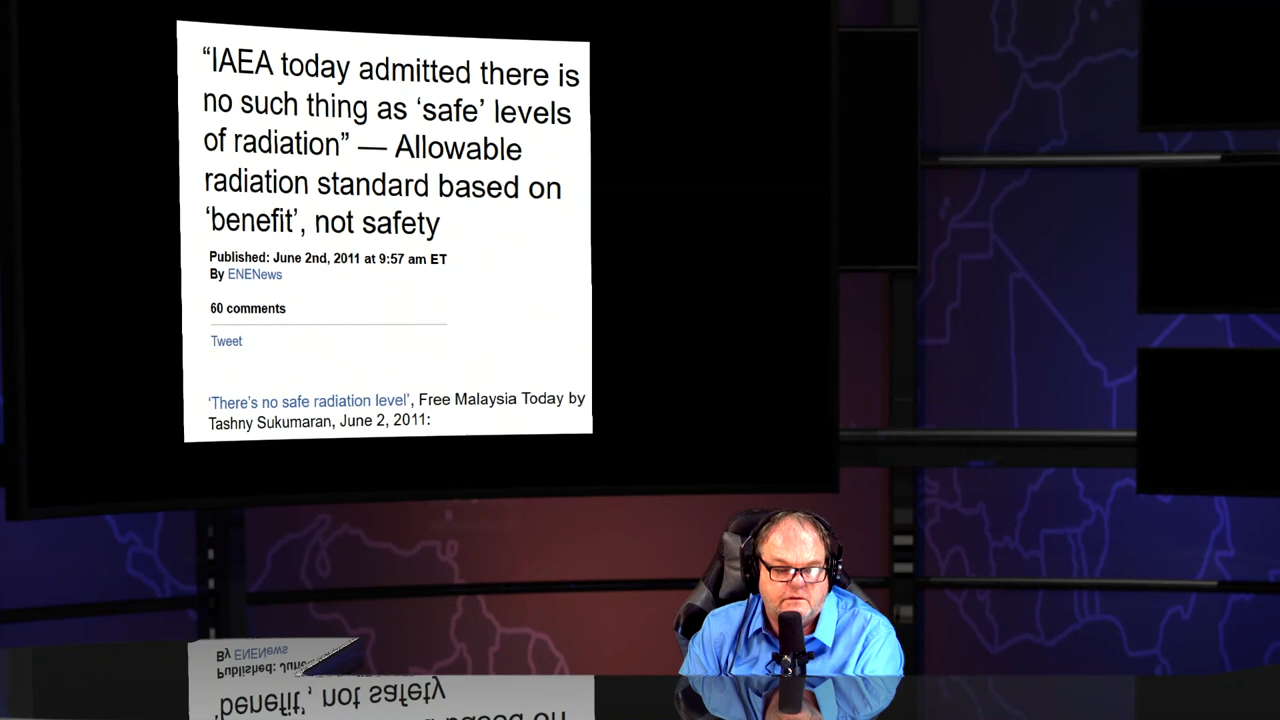 “IAEA today admitted there is
no such thing as ‘safe’ levels
of radiation” — Allowable
radiation standard based on
‘benefit’, not safety
Published: June 2nd, 2011 at 9:57 am ET
By ENENews
60 comments
Tweet
‘There’s no safe radiation level’, Free Malaysia Today by
Tashny Sukumaran, June 2, 2011: